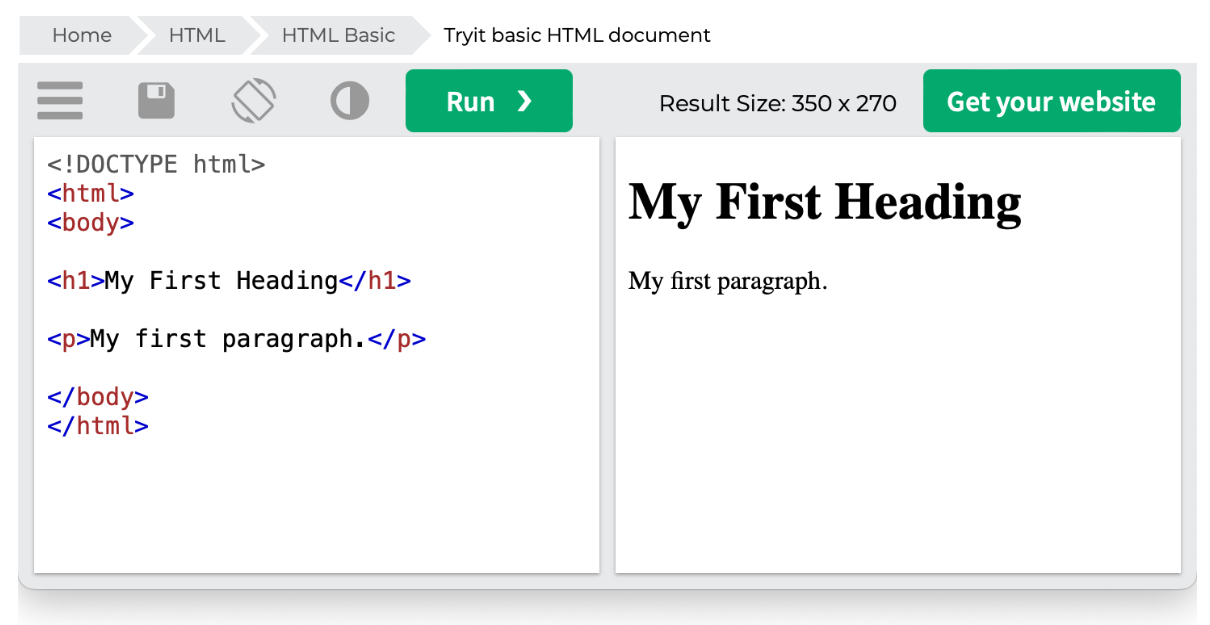 Home HTML HTML Basic Tryit basic HTML document
Run ❯ Result Size: 350 x 270 Get your website
<!DOCTYPE html>
<html>
<body>
<h1>My First Heading</h1>
<p>My first paragraph.</p>
</body>
</html>
My First Heading
My first paragraph.